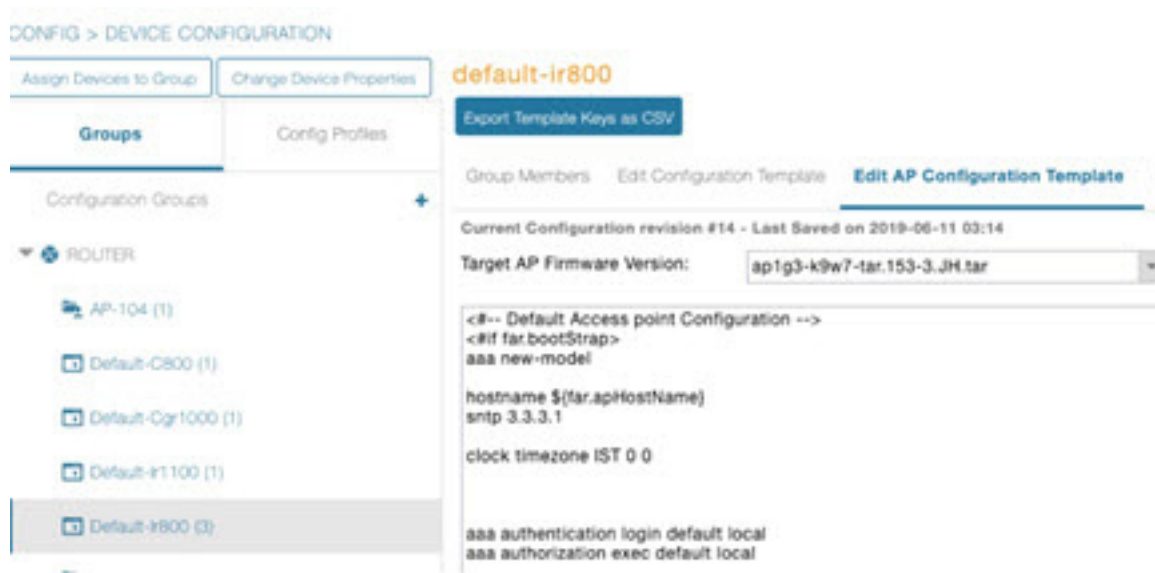 CONFIG > DEVICE CONFIGURATION
Assign Devices to Group
Change Device Properties
Groups
Config Profiles
Configuration Groups
+
ROUTER
AP-104 (1)
Default-C800 (1)
Default-Cgr1000 (1)
Default-Ir1100 (1)
Default-Ir800 (3)
default-ir800
Export Template Keys as CSV
Group Members
Edit Configuration Template
Edit AP Configuration Template
Current Configuration revision #14 - Last Saved on 2019-06-11 03:14
Target AP Firmware Version:
ap1g3-k9w7-tar.153-3.JH.tar
<#-- Default Access point Configuration -->
<#if far.bootStrap>
aaa new-model
hostname ${far.apHostName}
sntp 3.3.3.1
clock timezone IST 0 0
aaa authentication login default local
aaa authorization exec default local